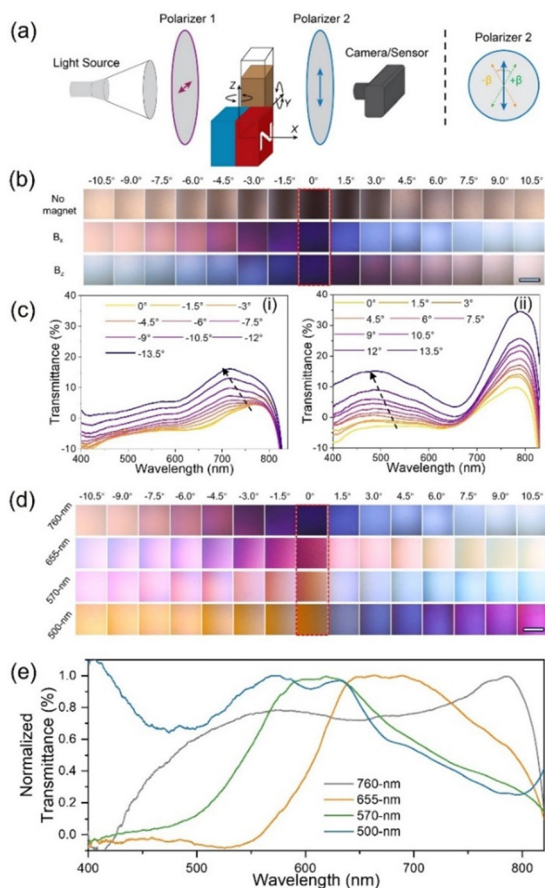 (a)
Polarizer 1
Polarizer 2
Camera/Sensor
Polarizer 2
Light Source
Z
Y
X
N
-β +β
(b)
-10.5° -9.0° -7.5° -6.0° -4.5° -3.0° -1.5° 0° 1.5° 3.0° 4.5° 6.0° 7.5° 9.0° 10.5°
No
magnet
Bₓ
B_z
(c)
(i)
40
30
20
10
0
-10
Transmittance (%)
0° -1.5° -3°
-4.5° -6° -7.5°
-9° -10.5° -12°
-13.5°
400 500 600 700 800
Wavelength (nm)
(ii)
40
30
20
10
0
-10
Transmittance (%)
0° 1.5° 3°
4.5° 6° 7.5°
9° 10.5°
12° 13.5°
400 500 600 700 800
Wavelength (nm)
(d)
-10.5° -9.0° -7.5° -6.0° -4.5° -3.0° -1.5° 0° 1.5° 3.0° 4.5° 6.0° 7.5° 9.0° 10.5°
760-nm
655-nm
570-nm
500-nm
(e)
Normalized
Transmittance (%)
1.0
0.8
0.6
0.4
0.2
0.0
760-nm
655-nm
570-nm
500-nm
400 500 600 700 800
Wavelength (nm)